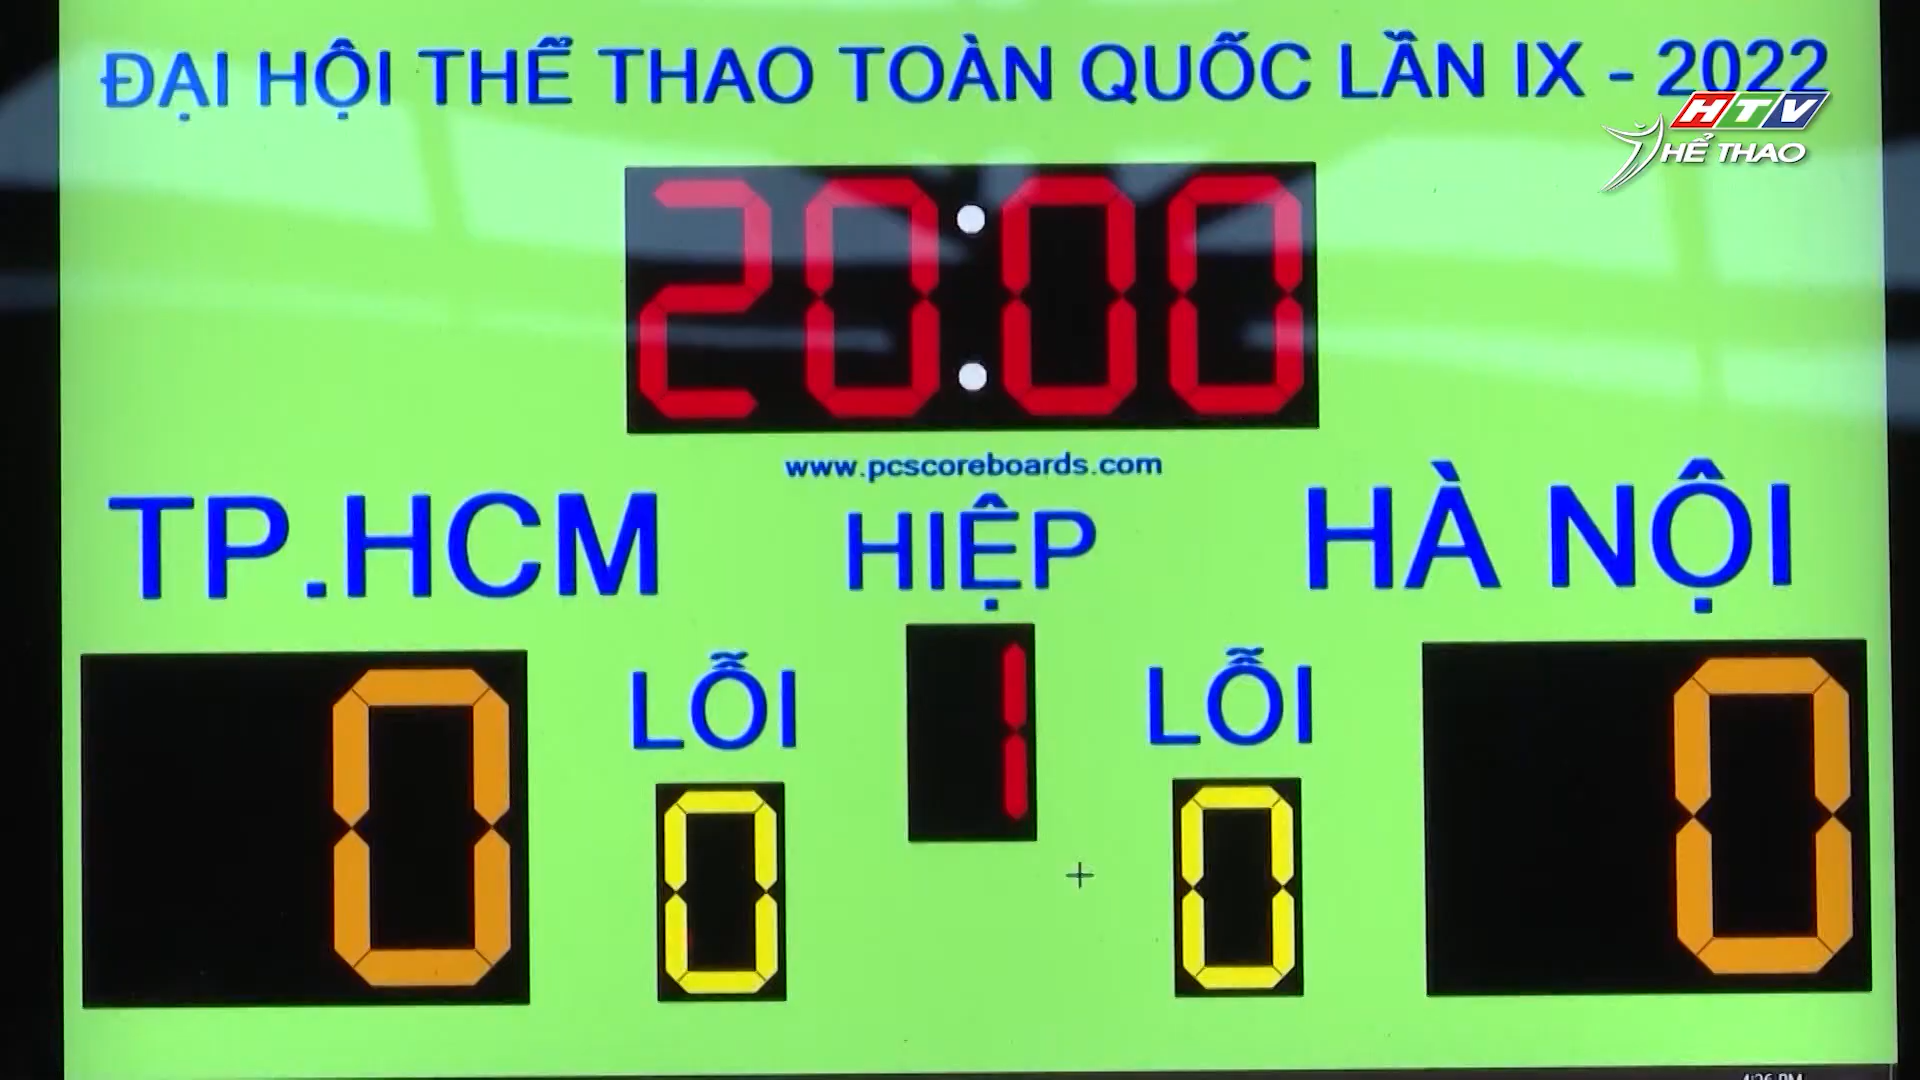 ĐẠI HỘI THỂ THAO TOÀN QUỐC LẦN IX - 2022
HTV
THỂ THAO
20:00
www.pcscoreboards.com
TP.HCM HIỆP HÀ NỘI
LỖI 1 LỖI
0 0 0 0